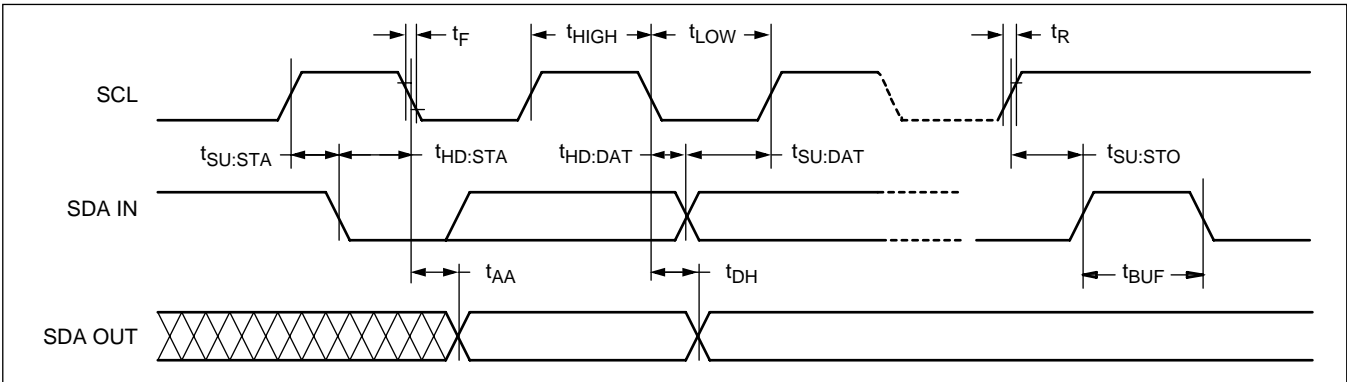 tF tHIGH tLOW tR
SCL
tSU:STA tHD:STA tHD:DAT tSU:DAT tSU:STO
SDA IN
tAA tDH tBUF
SDA OUT